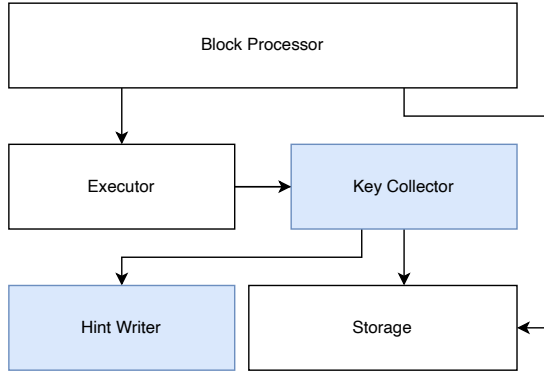 Block Processor
Executor
Key Collector
Hint Writer
Storage